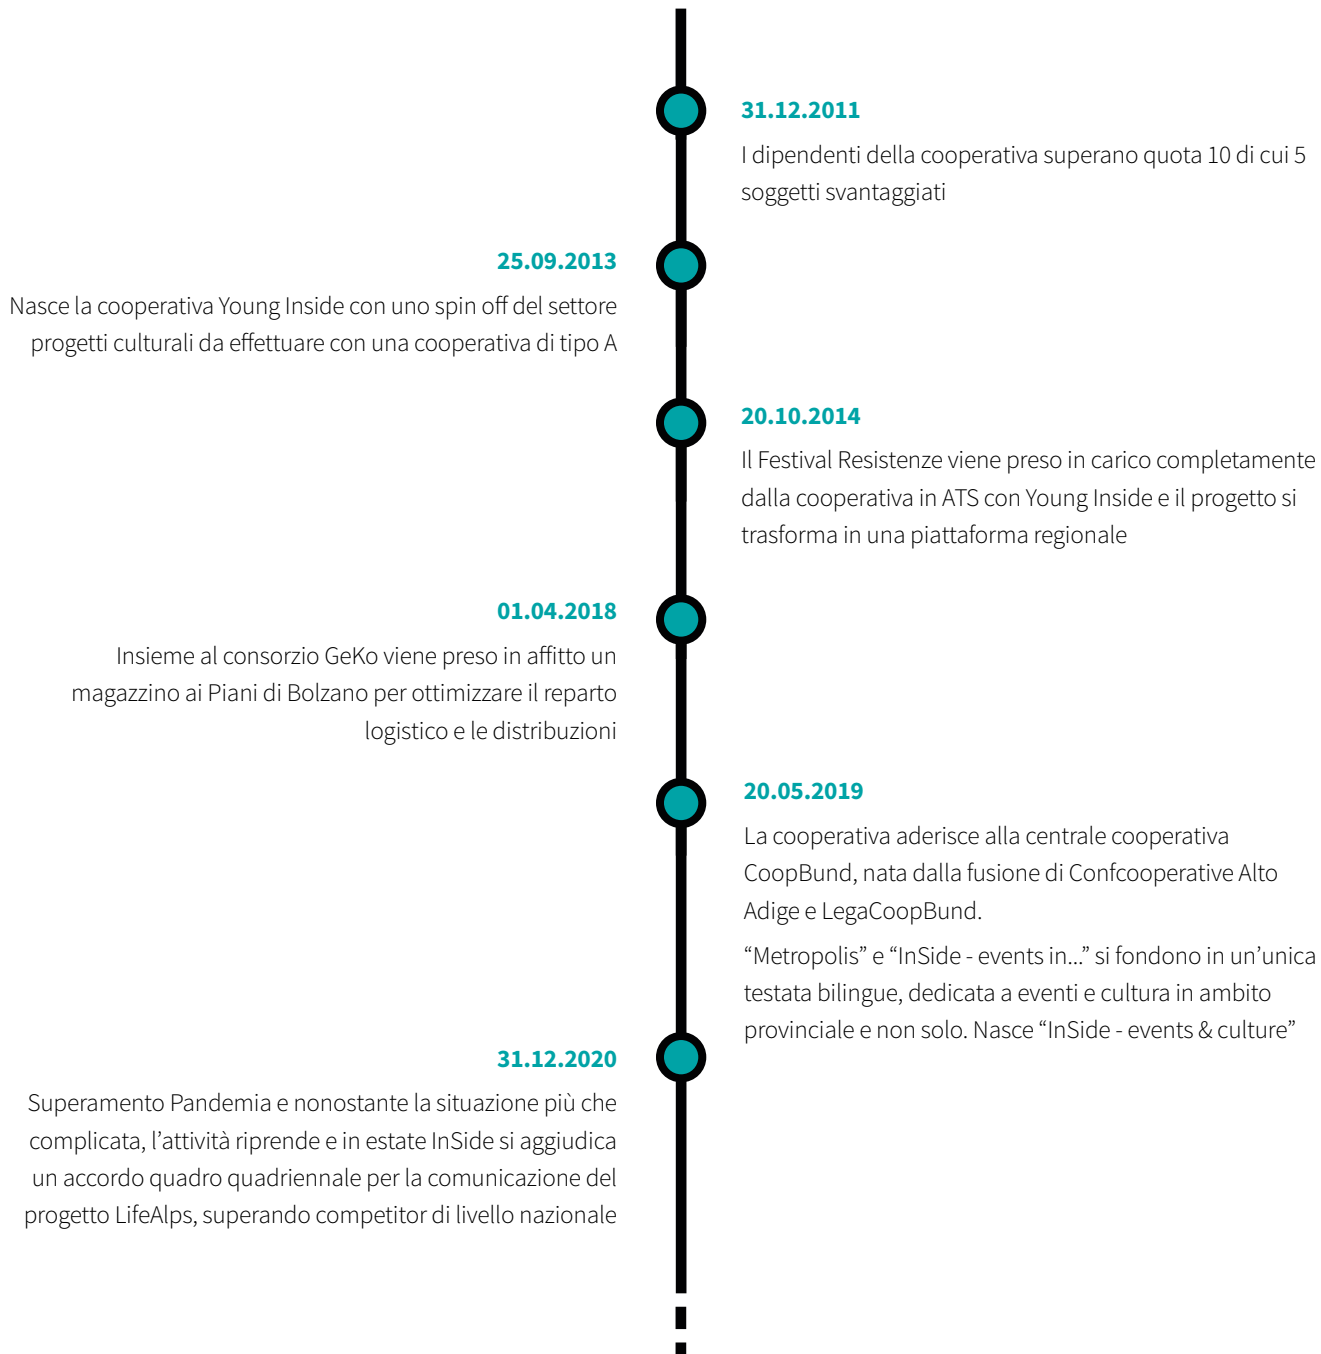 31.12.2011
I dipendenti della cooperativa superano quota 10 di cui 5
soggetti svantaggiati
25.09.2013
Nasce la cooperativa Young Inside con uno spin off del settore
progetti culturali da effettuare con una cooperativa di tipo A
20.10.2014
Il Festival Resistenze viene preso in carico completamente
dalla cooperativa in ATS con Young Inside e il progetto si
trasforma in una piattaforma regionale
01.04.2018
Insieme al consorzio GeKo viene preso in affitto un
magazzino ai Piani di Bolzano per ottimizzare il reparto
logistico e le distribuzioni
20.05.2019
La cooperativa aderisce alla centrale cooperativa
CoopBund, nata dalla fusione di Confcooperative Alto
Adige e LegaCoopBund.
“Metropolis” e “InSide - events in...” si fondono in un’unica
testata bilingue, dedicata a eventi e cultura in ambito
provinciale e non solo. Nasce “InSide - events & culture”
31.12.2020
Superamento Pandemia e nonostante la situazione più che
complicata, l’attività riprende e in estate InSide si aggiudica
un accordo quadro quadriennale per la comunicazione del
progetto LifeAlps, superando competitor di livello nazionale